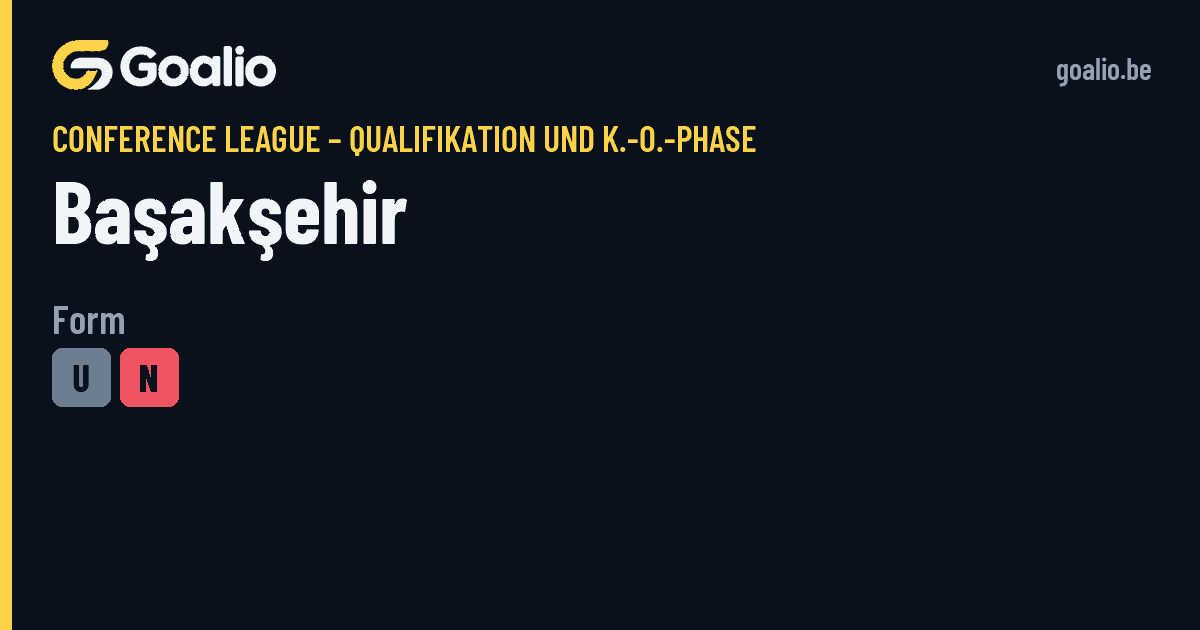 Goalio
goalio.be
CONFERENCE LEAGUE – QUALIFIKATION UND K.-O.-PHASE
Başakşehir
Form
U N